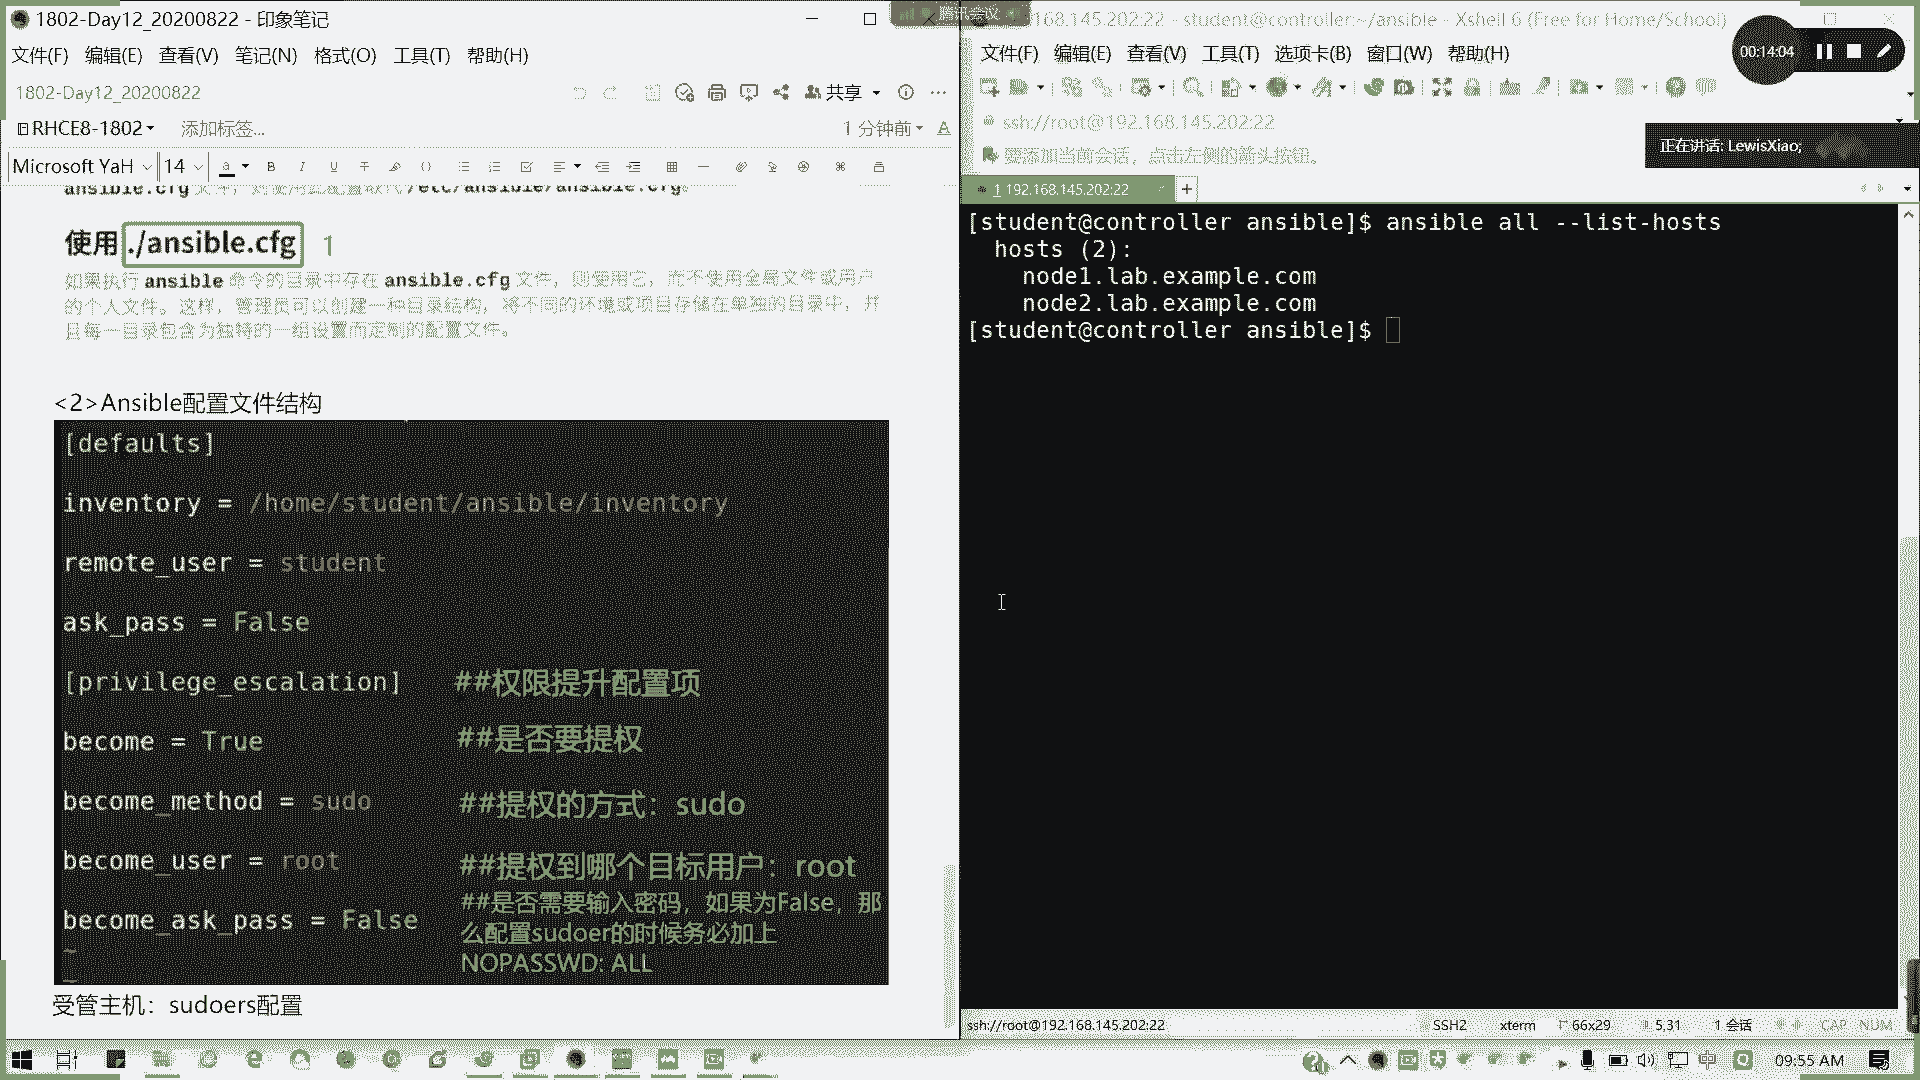 1802-Day12_20200822 - 印象笔记
文件(F) 编辑(E) 查看(V) 笔记(N) 格式(O) 工具(T) 帮助(H)
1802-Day12_20200822
共享
RHCE8-1802
添加标签...
1 分钟前
Microsoft YaH
14
ansible.cfg 文件，则使用此配置取代 /etc/ansible/ansible.cfg。
使用 ./ansible.cfg 1
如果执行 ansible 命令的目录中存在 ansible.cfg 文件，则使用它，而不使用全局文件或用户
的个人文件。这样，管理员可以创建一种目录结构，将不同的环境或项目存储在单独的目录中，并
且每一目录包含为独特的一组设置而定制的配置文件。
<2>Ansible配置文件结构
[defaults]
inventory = /home/student/ansible/inventory
remote_user = student
ask_pass = False
[privilege_escalation] ##权限提升配置项
become = True ##是否要提权
become_method = sudo ##提权的方式：sudo
become_user = root ##提权到哪个目标用户：root
become_ask_pass = False ##是否需要输入密码，如果为False，那
么配置sudoer的时候务必加上
NOPASSWD: ALL
~
受管主机：sudoers配置
腾讯会议
168.145.202:22 - student@controller:~/ansible - Xshell 6 (Free for Home/School)
文件(F) 编辑(E) 查看(V) 工具(T) 选项卡(B) 窗口(W) 帮助(H)
00:14:04
ssh://root@192.168.145.202:22
正在讲话: LewisXiao;
要添加当前会话，点击左侧的箭头按钮。
1 192.168.145.202:22
[student@controller ansible]$ ansible all --list-hosts
hosts (2):
node1.lab.example.com
node2.lab.example.com
[student@controller ansible]$
ssh://root@192.168.145.202:22
SSH2
xterm
66x29
5,31
1 会话
CAP NUM
中
09:55 AM